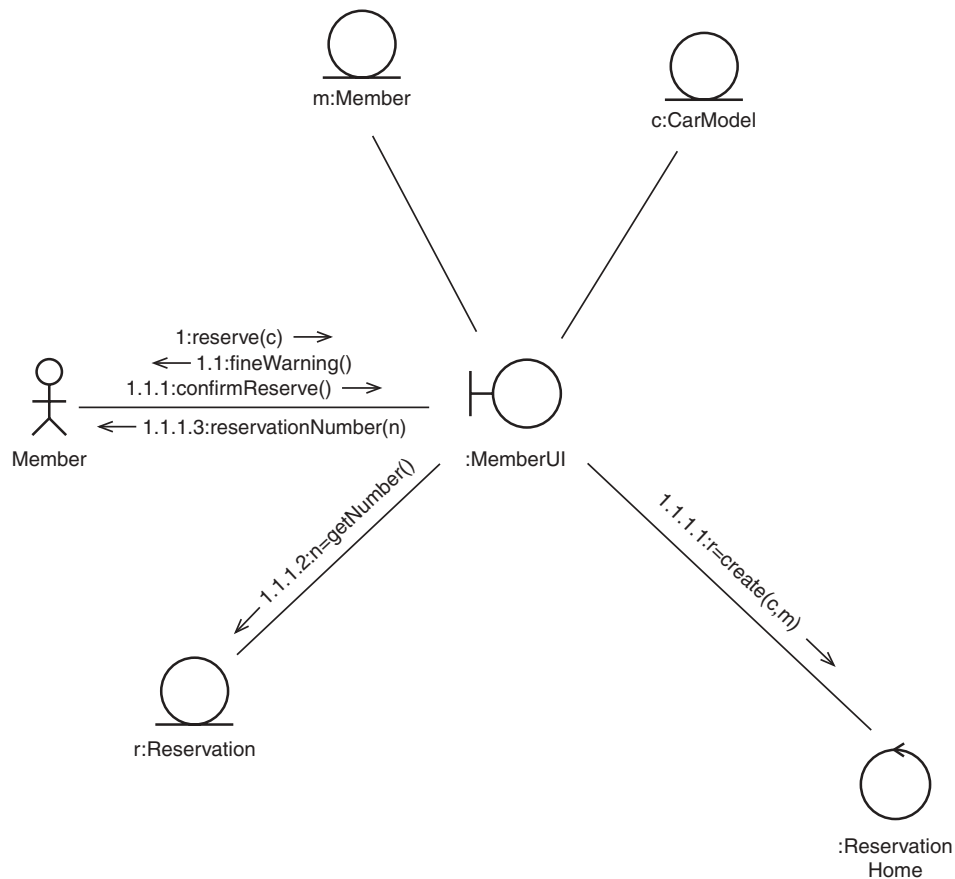 m:Member
c:CarModel
1:reserve(c)
1.1:fineWarning()
1.1.1:confirmReserve()
1.1.1.3:reservationNumber(n)
Member
:MemberUI
1.1.1.2:n=getNumber()
1.1.1.1:r=create(c,m)
r:Reservation
:Reservation
Home